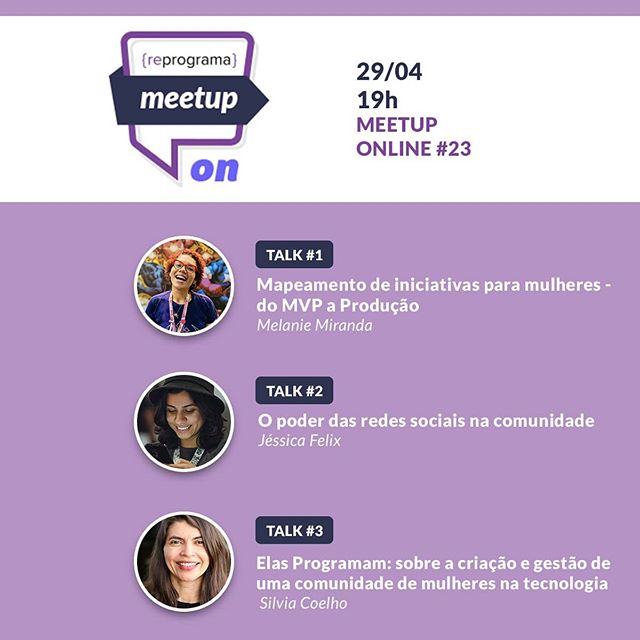 {reprograma}
meetup
on
29/04
19h
MEETUP
ONLINE #23
TALK #1
Mapeamento de iniciativas para mulheres -
do MVP a Produção
Melanie Miranda
TALK #2
O poder das redes sociais na comunidade
Jéssica Felix
TALK #3
Elas Programam: sobre a criação e gestão de
uma comunidade de mulheres na tecnologia
Silvia Coelho